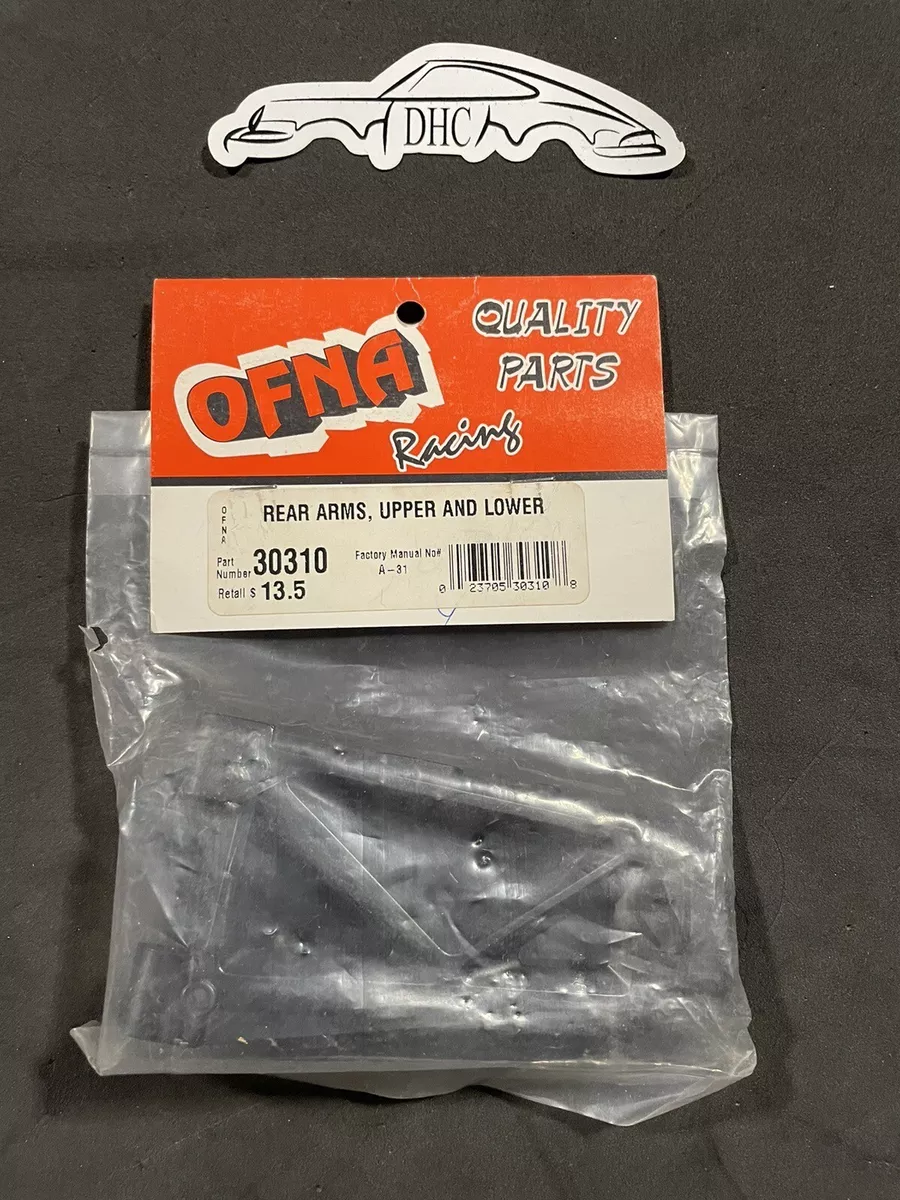 DHC
OFNA
Racing
QUALITY
PARTS
OFNA
REAR ARMS, UPPER AND LOWER
Part
Number 30310
Factory Manual No#
A-31
Retail $ 13.5
0 23705 30310 8